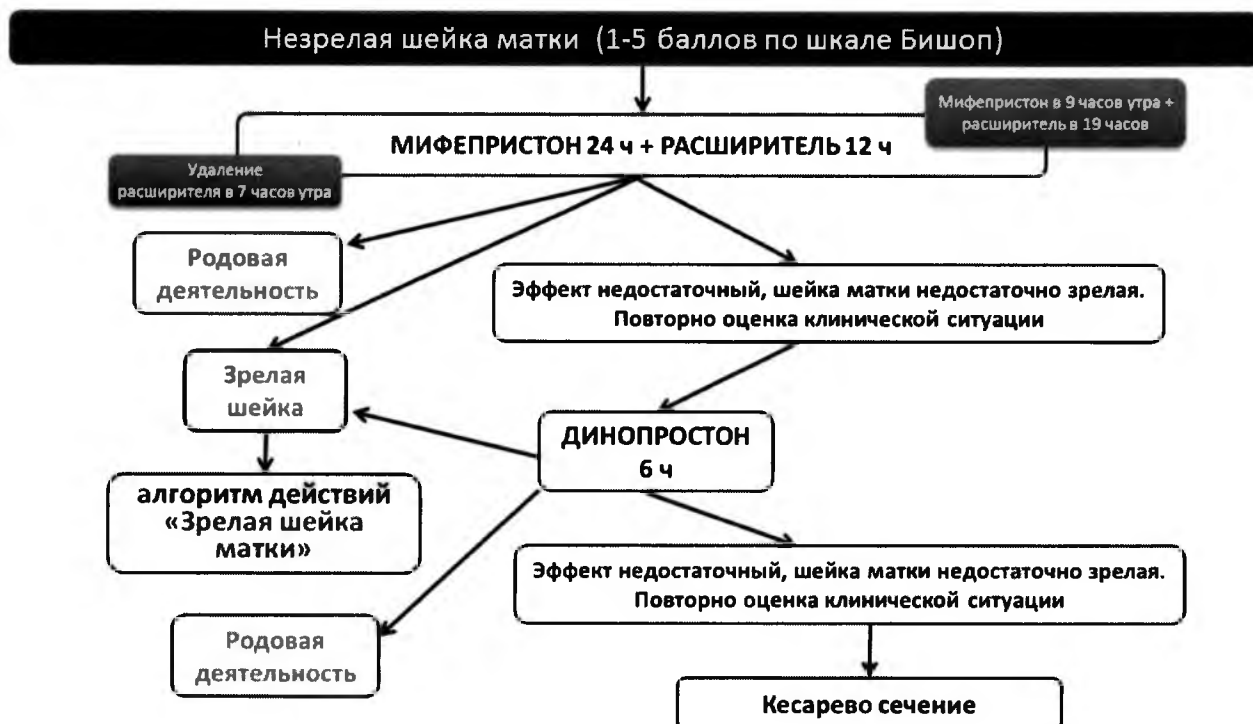 Незрелая шейка матки (1-5 баллов по шкале Бишоп)
Мифепристон в 9 часов утра +
расширитель в 19 часов
МИФЕПРИСТОН 24 ч + РАСШИРИТЕЛЬ 12 ч
Удаление
расширителя в 7 часов утра
Родовая
деятельность
Эффект недостаточный, шейка матки недостаточно зрелая.
Повторно оценка клинической ситуации
Зрелая
шейка
ДИНОПРОСТОН
6 ч
алгоритм действий
«Зрелая шейка
матки»
Эффект недостаточный, шейка матки недостаточно зрелая.
Повторно оценка клинической ситуации
Родовая
деятельность
Кесарево сечение